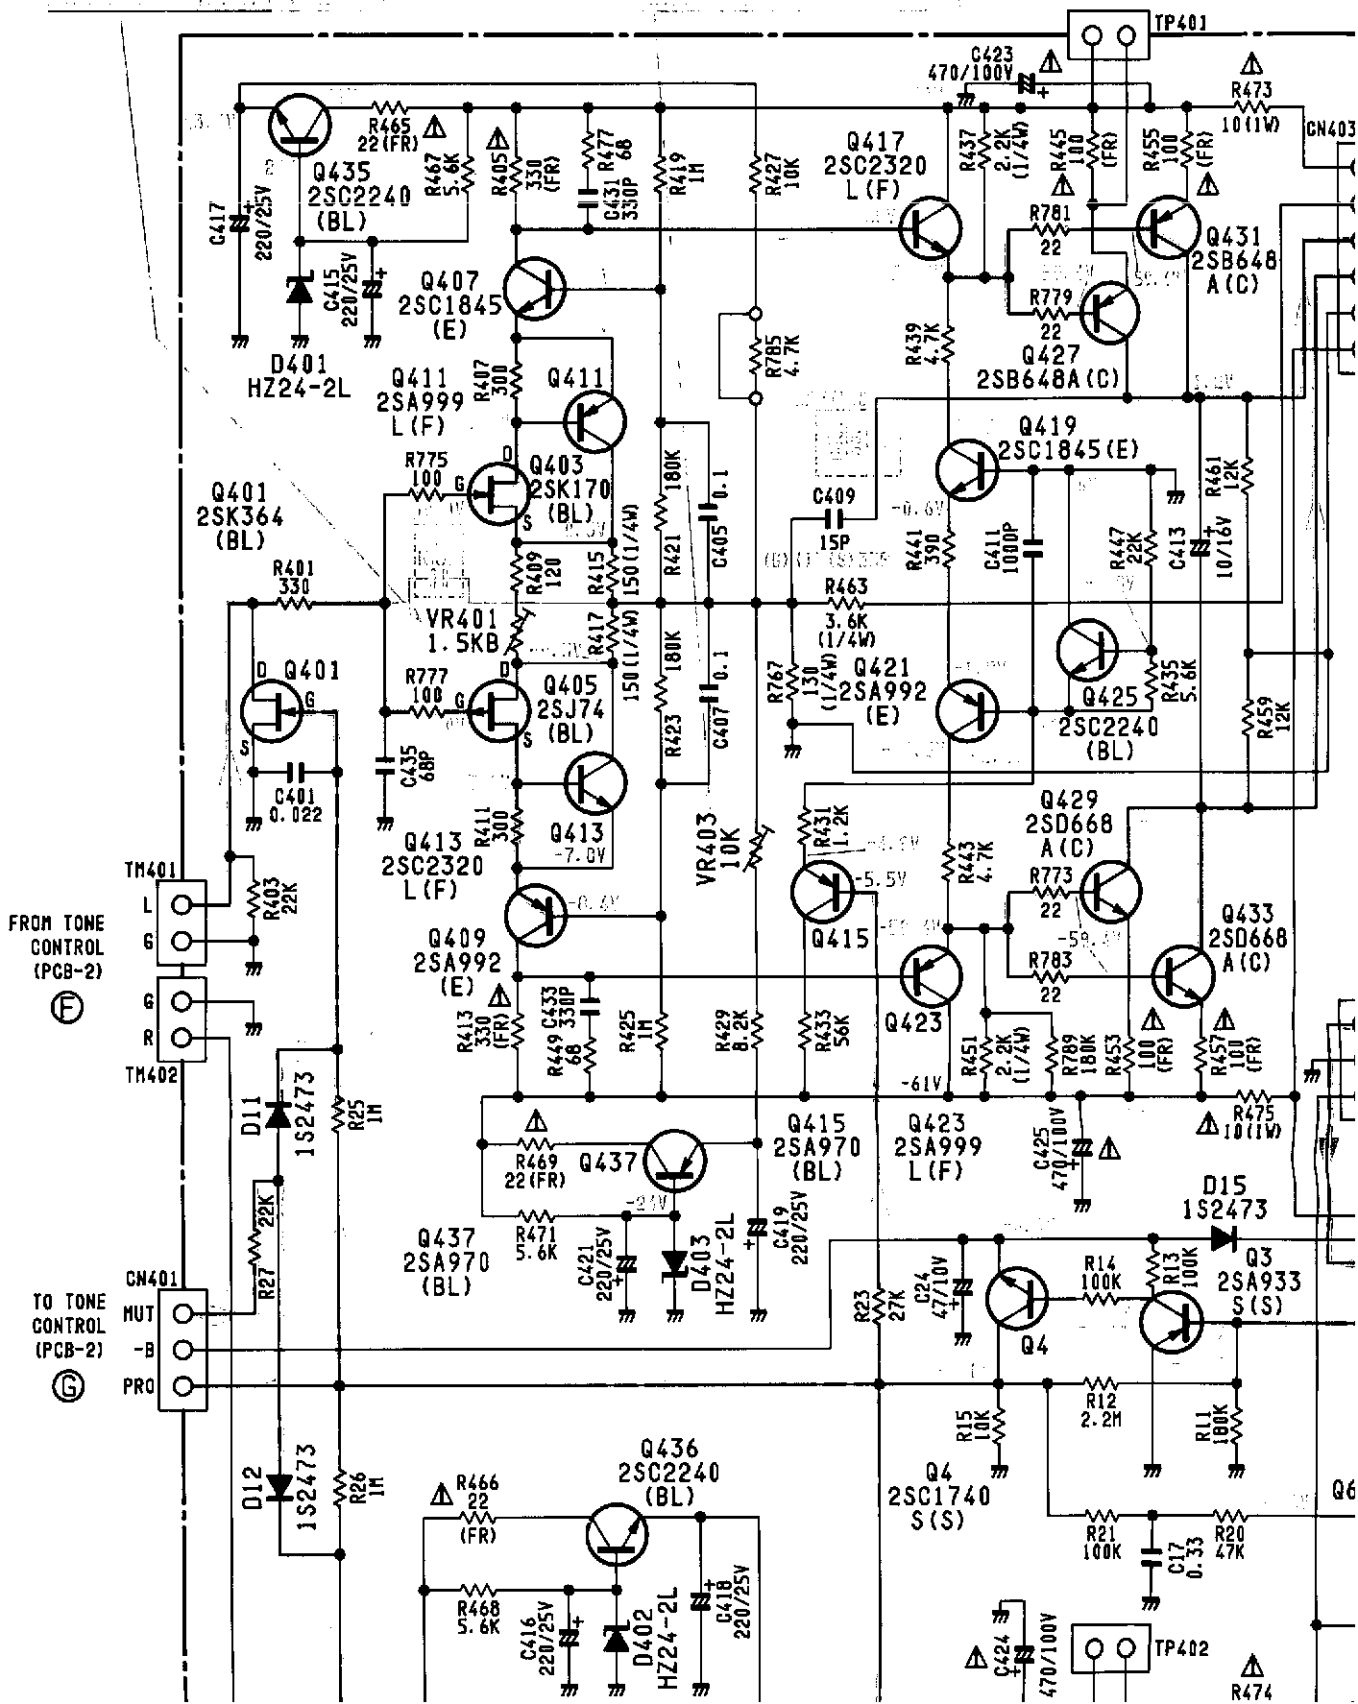 TP401
C423
470/100V
R473
10(1W)
CN403
R465
22(FR)
R467
5.6K
R405
330
(FR)
R477
68
C431
330P
R419
1M
R427
10K
Q417
2SC2320
L(F)
R437
2.2K
(1/4W)
R445
100
(FR)
R455
100
(FR)
Q435
2SC2240
(BL)
C417
220/25V
C415
220/25V
D401
HZ24-2L
Q407
2SC1845
(E)
R781
22
Q431
2SB648
A(C)
R779
22
Q427
2SB648A(C)
R439
4.7K
R785
4.7K
Q411
2SA999
L(F)
R407
300
Q411
Q419
2SC1845(E)
R775
100
D
G
S
Q403
2SK170
(BL)
Q401
2SK364
(BL)
180K
R421
0.1
C405
C409
15P
-0.6V
R441
390
C411
1000P
R447
22K
C413
10/16V
R461
12K
R401
330
R409
120
R415
150(1/4W)
VR401
1.5KB
R417
150(1/4W)
R463
3.6K
(1/4W)
180K
R423
0.1
C407
R767
130
(1/4W)
Q421
2SA992
(E)
Q425
2SC2240
(BL)
R435
5.6K
R459
12K
D
Q401
G
S
R777
100
D
G
S
Q405
2SJ74
(BL)
C401
0.022
C435
68P
R411
300
Q413
-7.0V
Q413
2SC2320
L(F)
VR403
10K
R431
1.2K
-5.5V
Q415
R443
4.7K
Q429
2SD668
A(C)
R773
22
Q433
2SD668
A(C)
R783
22
TM401
L
G
R403
22K
FROM TONE
CONTROL
(PCB-2)
F
G
R
TM402
Q409
2SA992
(E)
R413
330
(FR)
C433
330P
R449
68
R425
1M
R429
8.2K
R433
56K
Q423
-61V
R451
2.2K
(1/4W)
R789
180K
R453
100
(FR)
R457
100
(FR)
R475
10(1W)
D11
1S2473
R25
1M
R469
22(FR)
Q437
-24V
R471
5.6K
Q437
2SA970
(BL)
Q415
2SA970
(BL)
Q423
2SA999
L(F)
C425
470/100V
D15
1S2473
C421
220/25V
D403
HZ24-2L
C419
220/25V
R27
22K
CN401
MUT
-B
PRO
TO TONE
CONTROL
(PCB-2)
G
R23
27K
C24
47/10V
Q4
R14
100K
R13
100K
Q3
2SA933
S(S)
R12
2.2M
R11
180K
R15
10K
Q4
2SC1740
S(S)
D12
1S2473
R26
1M
R466
22
(FR)
Q436
2SC2240
(BL)
R21
100K
C17
0.33
R20
47K
Q6
R468
5.6K
C416
220/25V
D402
HZ24-2L
C418
220/25V
C424
470/100V
TP402
R474